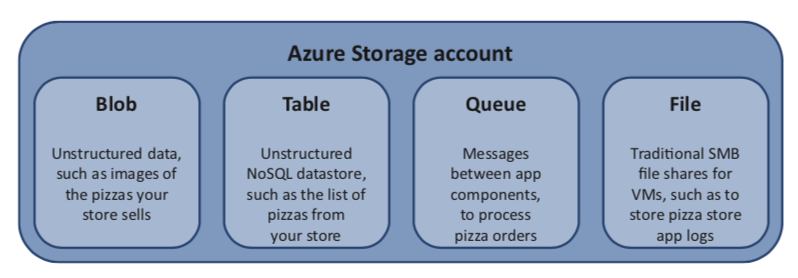 Azure Storage account
Blob
Unstructured data,
such as images of
the pizzas your
store sells
Table
Unstructured
NoSQL datastore,
such as the list of
pizzas from
your store
Queue
Messages
between app
components,
to process
pizza orders
File
Traditional SMB
file shares for
VMs, such as to
store pizza store
app logs